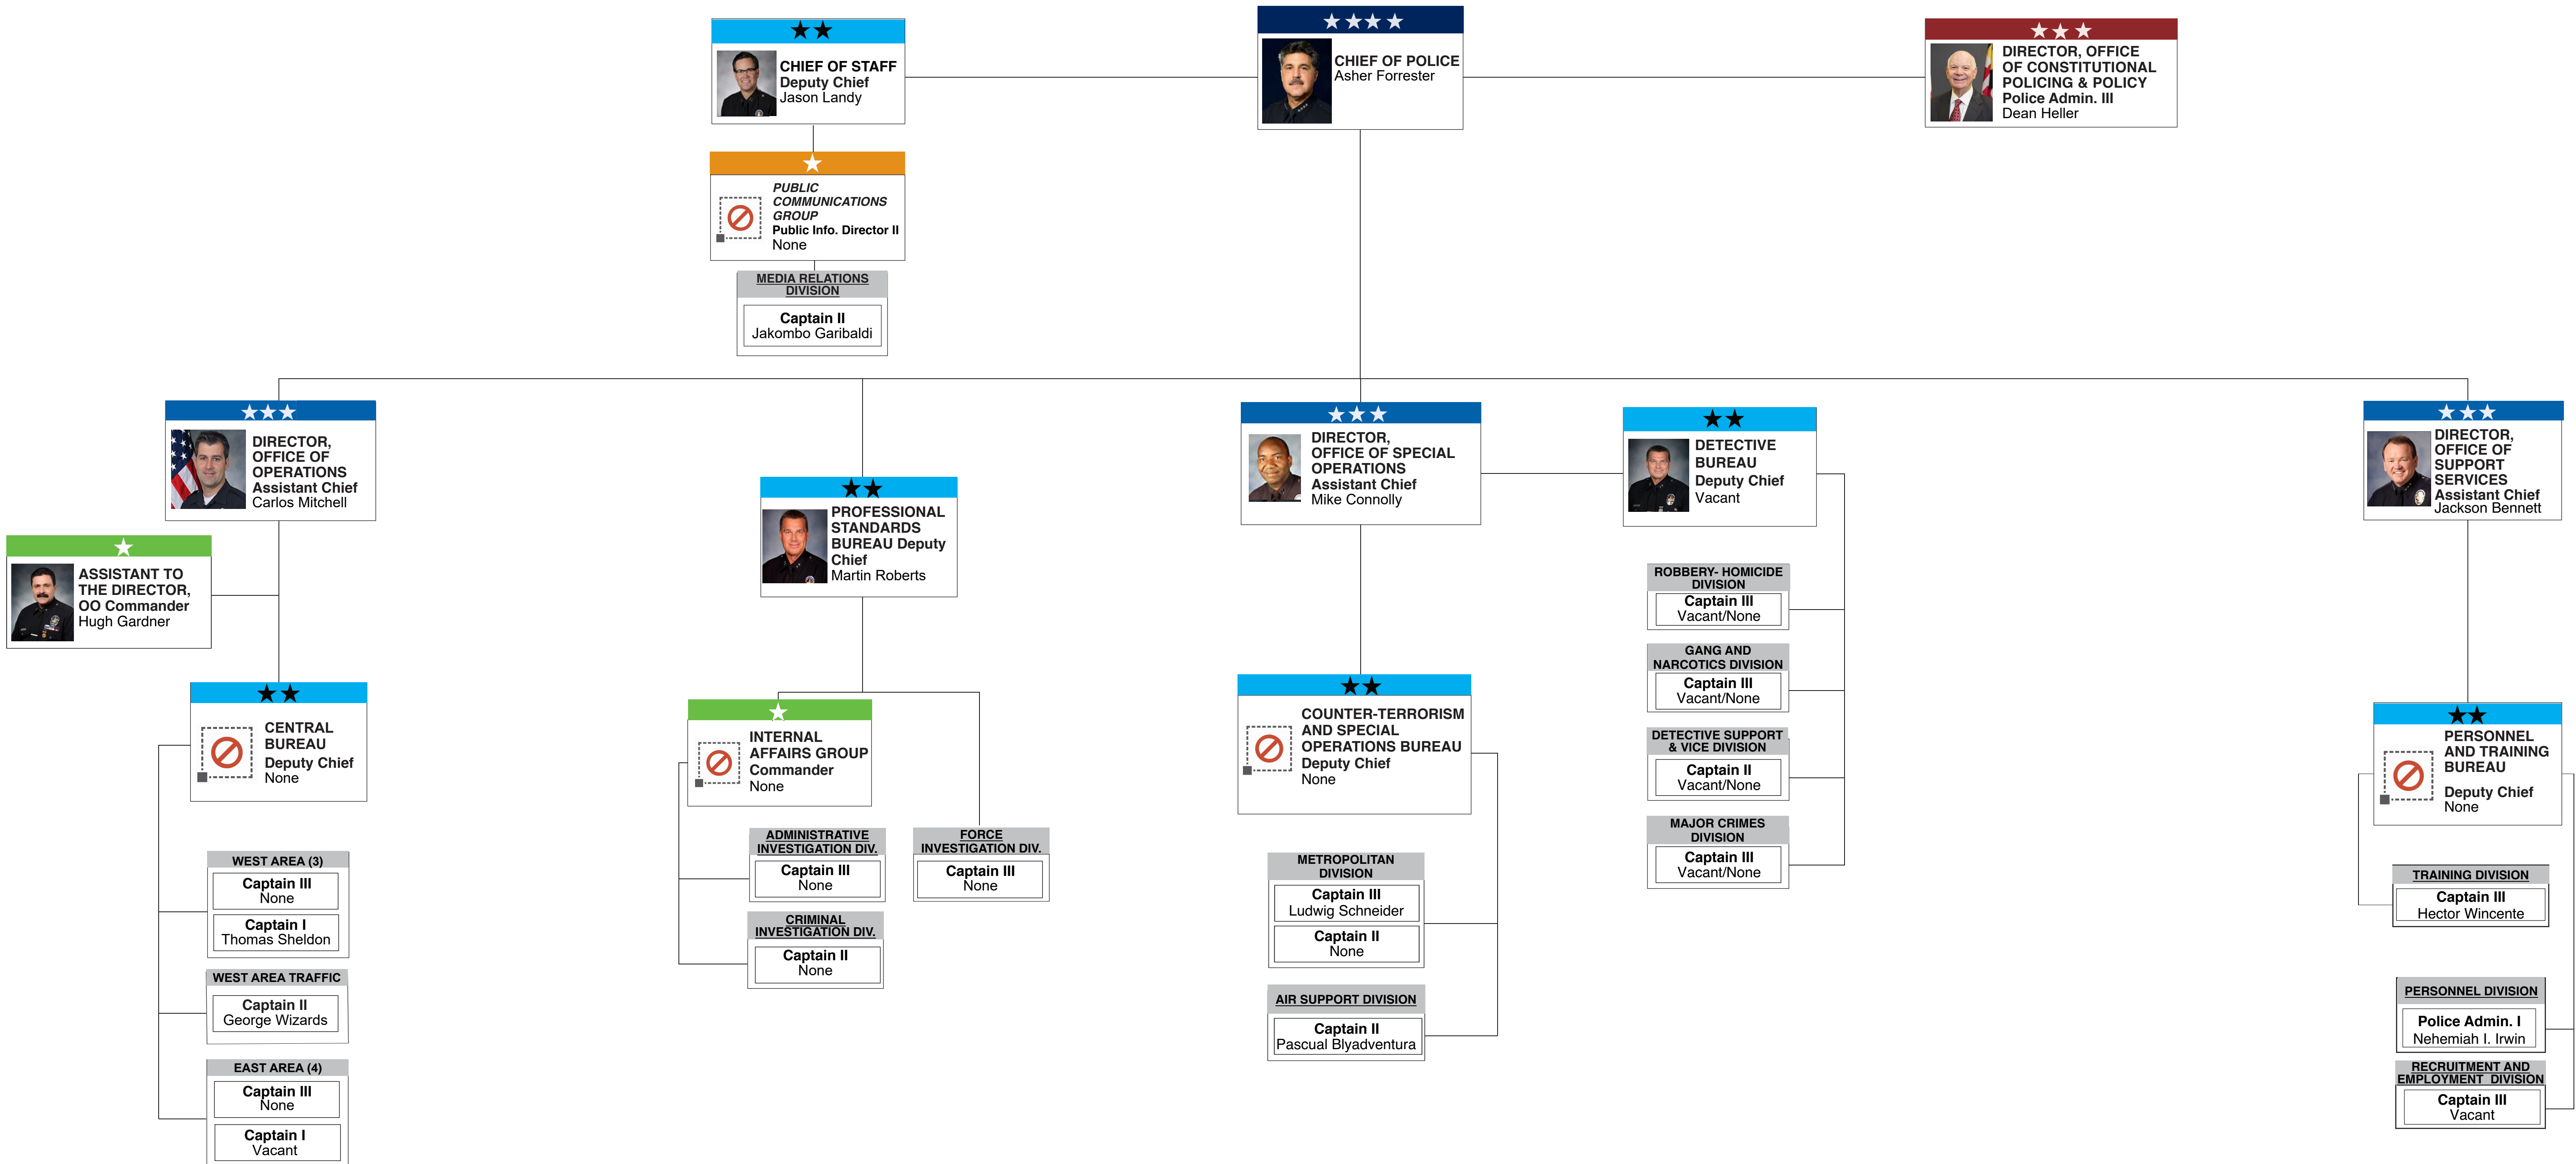 CHIEF OF STAFF
Deputy Chief
Jason Landy
CHIEF OF POLICE
Asher Forrester
DIRECTOR, OFFICE
OF CONSTITUTIONAL
POLICING & POLICY
Police Admin. III
Dean Heller
PUBLIC
COMMUNICATIONS
GROUP
Public Info. Director II
None
MEDIA RELATIONS
DIVISION
Captain II
Jakombo Garibaldi
DIRECTOR,
OFFICE OF
OPERATIONS
Assistant Chief
Carlos Mitchell
ASSISTANT TO
THE DIRECTOR,
OO Commander
Hugh Gardner
CENTRAL
BUREAU
Deputy Chief
None
WEST AREA (3)
Captain III
None
Captain I
Thomas Sheldon
WEST AREA TRAFFIC
Captain II
George Wizards
EAST AREA (4)
Captain III
None
Captain I
Vacant
PROFESSIONAL
STANDARDS
BUREAU Deputy
Chief
Martin Roberts
INTERNAL
AFFAIRS GROUP
Commander
None
ADMINISTRATIVE
INVESTIGATION DIV.
Captain III
None
CRIMINAL
INVESTIGATION DIV.
Captain II
None
FORCE
INVESTIGATION DIV.
Captain III
None
DIRECTOR,
OFFICE OF SPECIAL
OPERATIONS
Assistant Chief
Mike Connolly
COUNTER-TERRORISM
AND SPECIAL
OPERATIONS BUREAU
Deputy Chief
None
METROPOLITAN
DIVISION
Captain III
Ludwig Schneider
Captain II
None
AIR SUPPORT DIVISION
Captain II
Pascual Blyadventura
DETECTIVE
BUREAU
Deputy Chief
Vacant
ROBBERY- HOMICIDE
DIVISION
Captain III
Vacant/None
GANG AND
NARCOTICS DIVISION
Captain III
Vacant/None
DETECTIVE SUPPORT
& VICE DIVISION
Captain II
Vacant/None
MAJOR CRIMES
DIVISION
Captain III
Vacant/None
DIRECTOR,
OFFICE OF
SUPPORT
SERVICES
Assistant Chief
Jackson Bennett
PERSONNEL
AND TRAINING
BUREAU
Deputy Chief
None
TRAINING DIVISION
Captain III
Hector Wincente
PERSONNEL DIVISION
Police Admin. I
Nehemiah I. Irwin
RECRUITMENT AND
EMPLOYMENT DIVISION
Captain III
Vacant